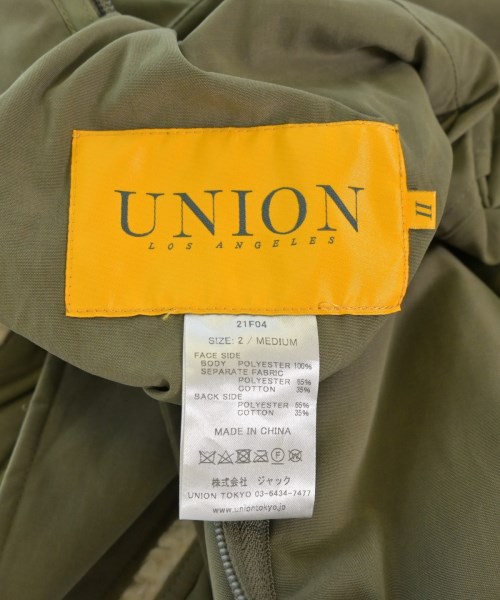 UNION
LOS ANGELES
II
21F04
SIZE: 2 / MEDIUM
FACE SIDE
BODY POLYESTER 100%
SEPARATE FABRIC
POLYESTER 65%
COTTON 35%
BACK SIDE
POLYESTER 65%
COTTON 35%
MADE IN CHINA
株式会社 ジャック
UNION TOKYO 03-6434-7477
www.uniontokyo.jp